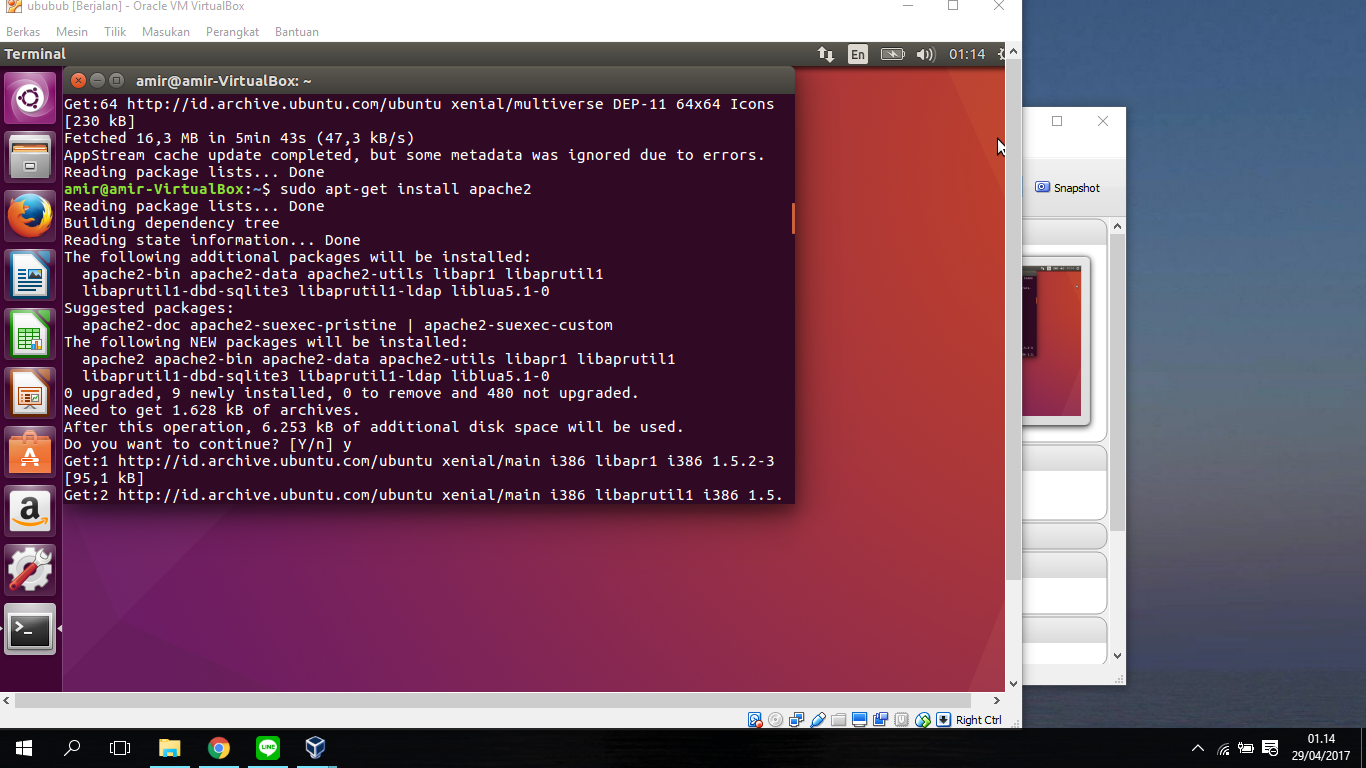 ububub [Berjalan] - Oracle VM VirtualBox
Berkas Mesin Tilik Masukan Perangkat Bantuan
Terminal En 01:14
amir@amir-VirtualBox: ~
Get:64 http://id.archive.ubuntu.com/ubuntu xenial/multiverse DEP-11 64x64 Icons
[230 kB]
Fetched 16,3 MB in 5min 43s (47,3 kB/s)
AppStream cache update completed, but some metadata was ignored due to errors.
Reading package lists... Done
amir@amir-VirtualBox:~$ sudo apt-get install apache2
Reading package lists... Done
Building dependency tree
Reading state information... Done
The following additional packages will be installed:
  apache2-bin apache2-data apache2-utils libapr1 libaprutil1
  libaprutil1-dbd-sqlite3 libaprutil1-ldap liblua5.1-0
Suggested packages:
  apache2-doc apache2-suexec-pristine | apache2-suexec-custom
The following NEW packages will be installed:
  apache2 apache2-bin apache2-data apache2-utils libapr1 libaprutil1
  libaprutil1-dbd-sqlite3 libaprutil1-ldap liblua5.1-0
0 upgraded, 9 newly installed, 0 to remove and 480 not upgraded.
Need to get 1.628 kB of archives.
After this operation, 6.253 kB of additional disk space will be used.
Do you want to continue? [Y/n] y
Get:1 http://id.archive.ubuntu.com/ubuntu xenial/main i386 libapr1 i386 1.5.2-3
[95,1 kB]
Get:2 http://id.archive.ubuntu.com/ubuntu xenial/main i386 libaprutil1 i386 1.5.
Snapshot
Right Ctrl
LINE
01.14
29/04/2017